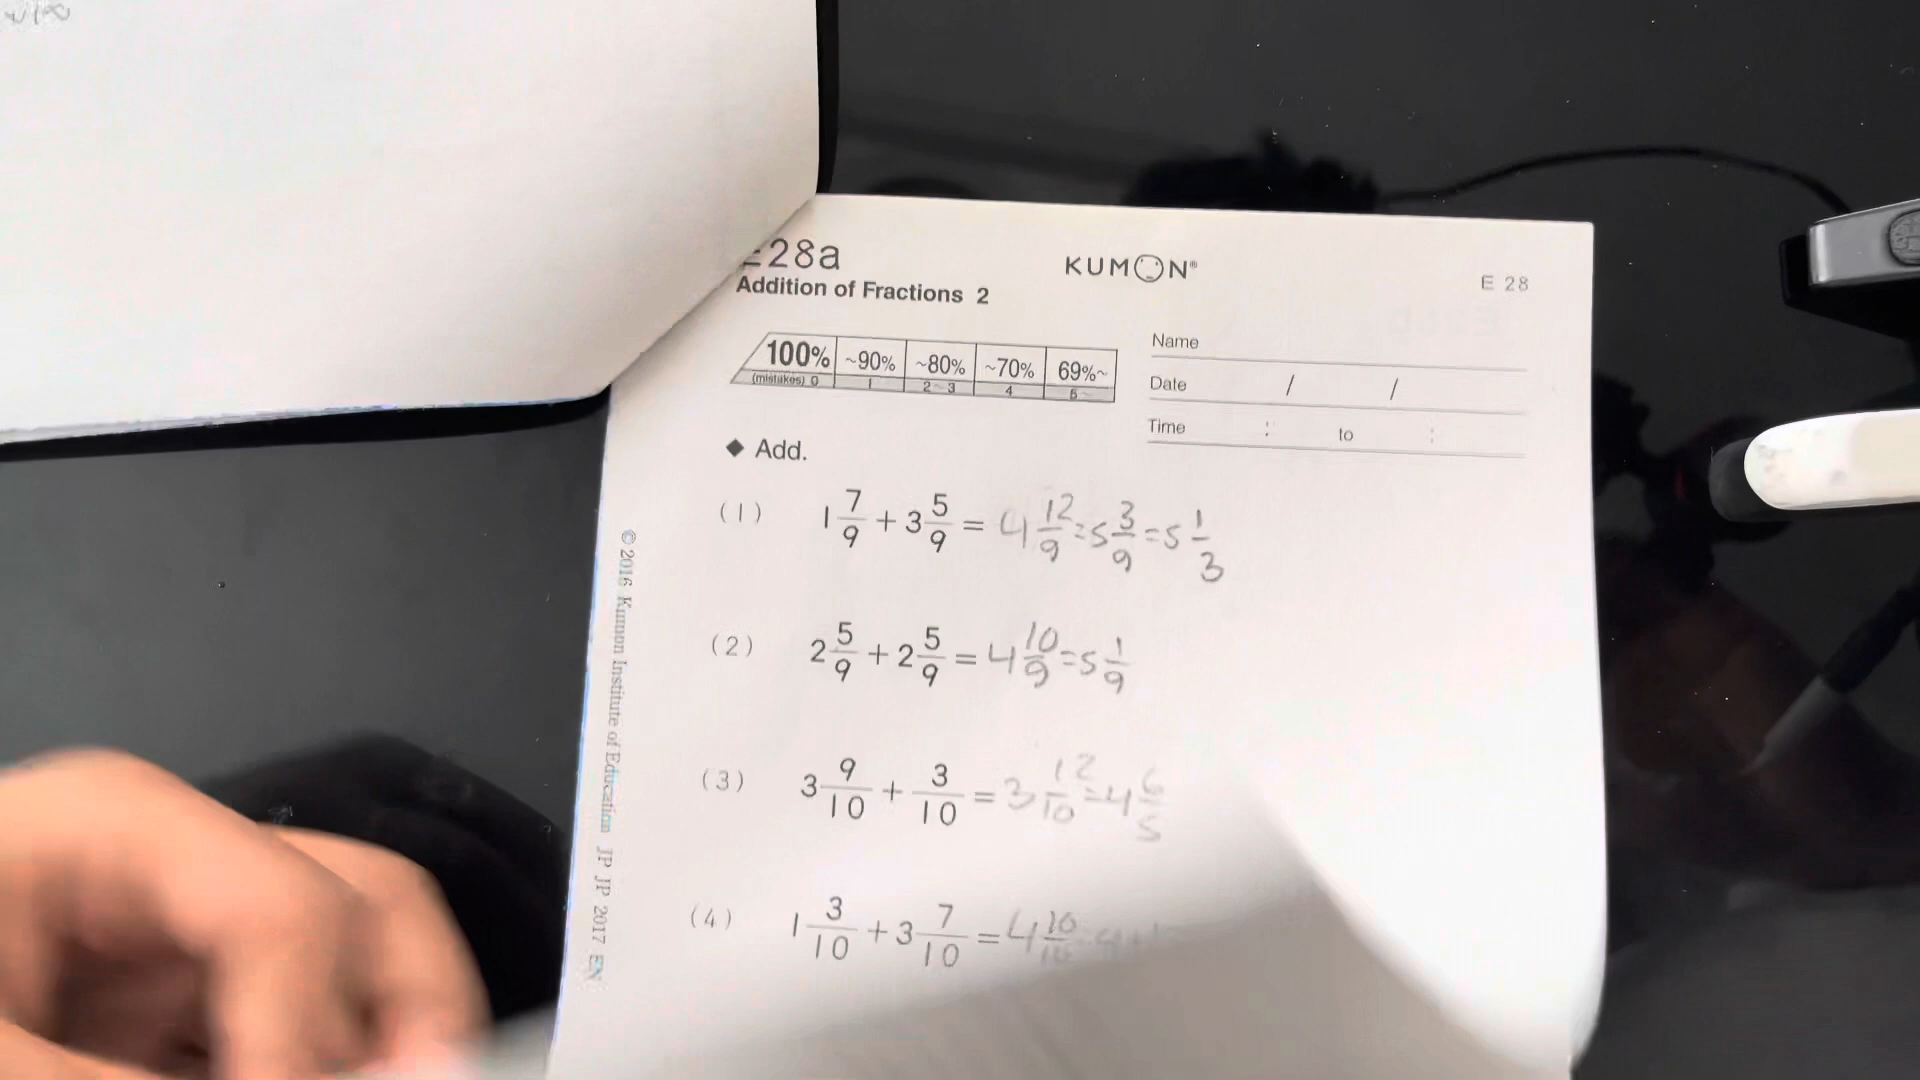 28a
KUMON
E 28
Addition of Fractions 2
100% ~90% ~80% ~70% 69%~
(mistakes) 0 1 2~3 4 5~
Name
Date / /
Time : to :
◆ Add.
(1) 1 7/9 + 3 5/9 = 4 12/9 = 5 3/9 = 5 1/3
(2) 2 5/9 + 2 5/9 = 4 10/9 = 5 1/9
(3) 3 9/10 + 3/10 = 3 12/10 = 4 6/5
(4) 1 3/10 + 3 7/10 = 4 10/10
© 2016 Kumon Institute of Education JP JP 2017 EN